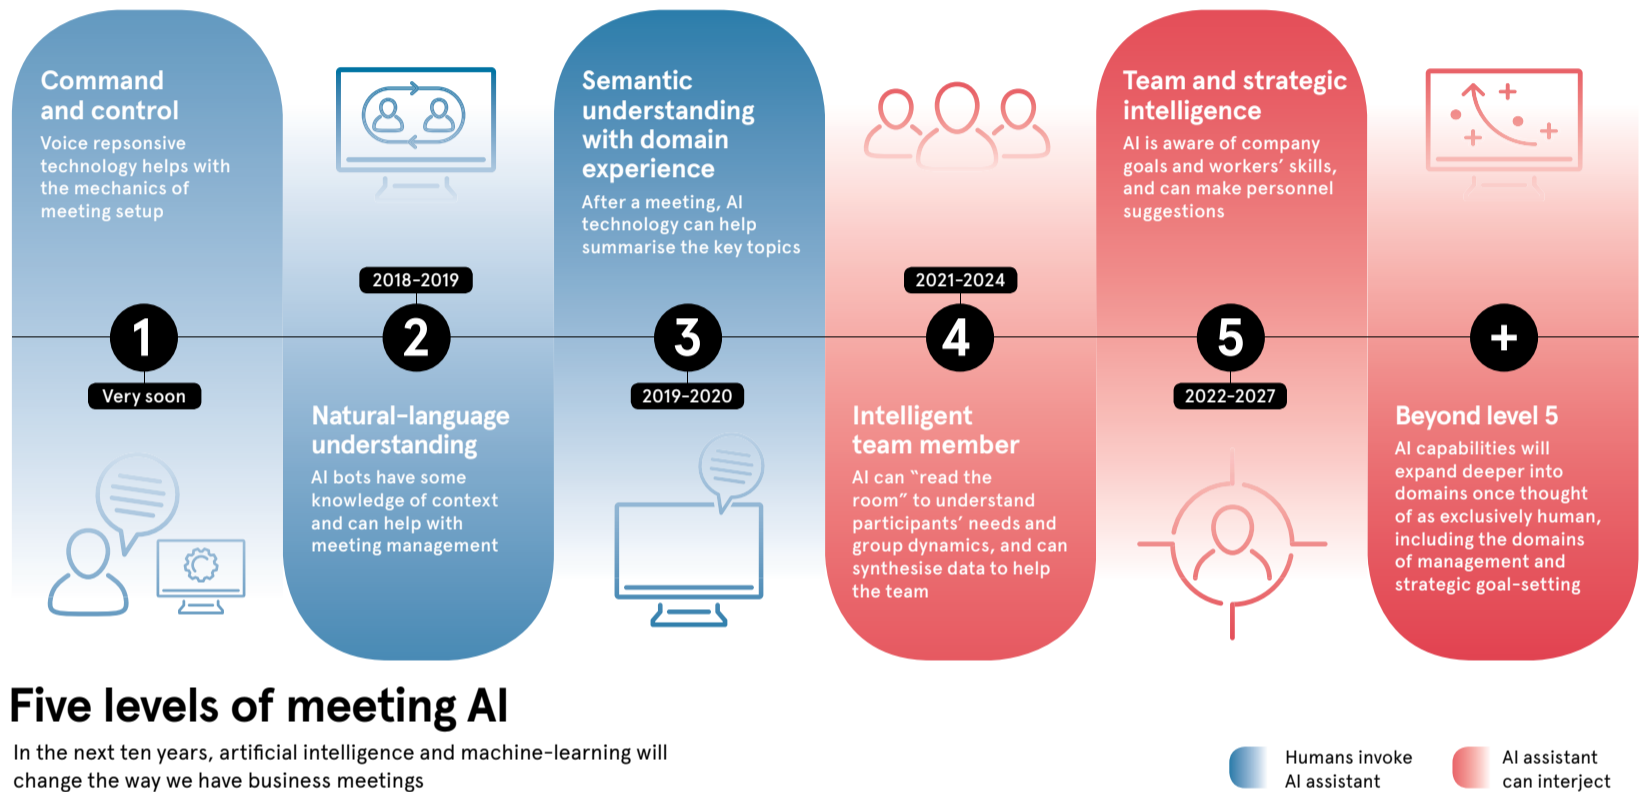 Command
and control
Voice repsonsive
technology helps with
the mechanics of
meeting setup
1
Very soon
2018-2019
2
Natural-language
understanding
AI bots have some
knowledge of context
and can help with
meeting management
Semantic
understanding
with domain
experience
After a meeting, AI
technology can help
summarise the key topics
3
2019-2020
2021-2024
4
Intelligent
team member
AI can “read the
room” to understand
participants’ needs and
group dynamics, and can
synthesise data to help
the team
Team and strategic
intelligence
AI is aware of company
goals and workers’ skills,
and can make personnel
suggestions
5
2022-2027
+
Beyond level 5
AI capabilities will
expand deeper into
domains once thought
of as exclusively human,
including the domains
of management and
strategic goal-setting
Five levels of meeting AI
In the next ten years, artificial intelligence and machine-learning will
change the way we have business meetings
Humans invoke
AI assistant
AI assistant
can interject